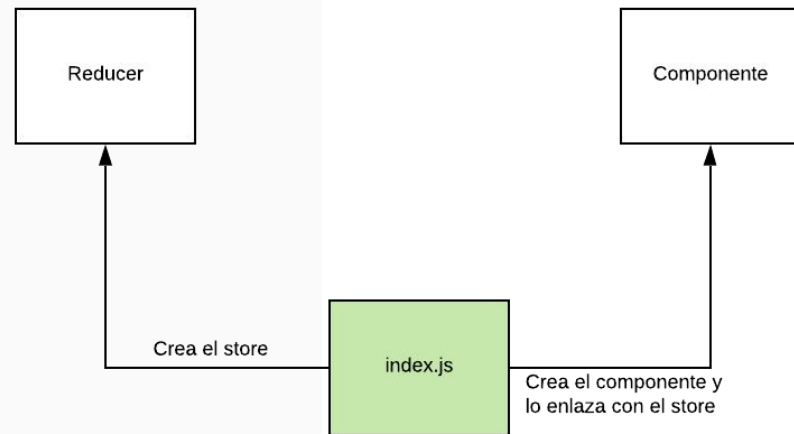 Reducer
Componente
Crea el store
index.js
Crea el componente y
lo enlaza con el store